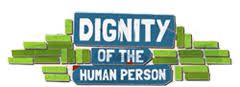 DIGNITY
OF THE
HUMAN PERSON